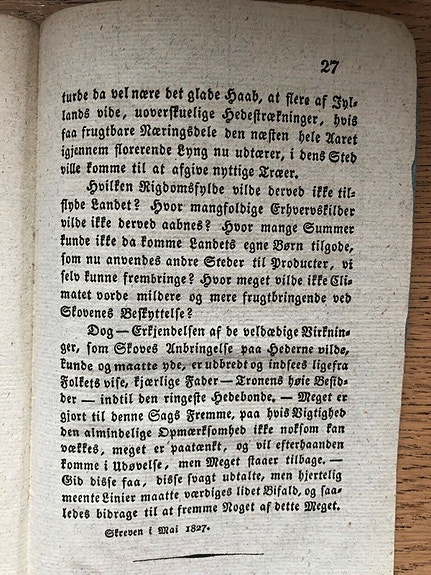 27
turde da vel nære det glade Haab, at flere af Jyl-
lands vide, uoverskuelige Hedestrækninger, hvis
saa frugtbare Næringsdele den næsten hele Aaret
igjennem florerende Lyng nu udtærer, i dens Sted
ville komme til at afgive nyttige Træer.
Hvilken Rigdomsfylde vilde derved ikke til-
flyde Landet? Hvor mangfoldige Erhvervskilder
vilde ikke derved aabnes? Hvor mange Summer
kunde ikke da komme Landets egne Børn tilgode,
som nu anvendes andre Steder til Producter, vi
selv kunne frembringe? Hvor meget vilde ikke Cli-
matet vorde mildere og mere frugtbringende ved
Skovenes Beskyttelse?
Dog — Erkjendelsen af de veldædige Virknin-
ger, som Skoves Anbringelse paa Hederne vilde,
kunde og maatte yde, er udbredt og indsees ligefra
Folkets vise, kjærlige Fader — Tronens høie Besid-
der — indtil den ringeste Hedebonde. — Meget er
gjort til denne Sags Fremme, paa hvis Vigtighed
den almindelige Opmærksomhed ikke noksom kan
vækkes, meget er paatænkt, og vil efterhaanden
komme i Udøvelse, men Meget staaer tilbage. —
Gid disse faa, disse svagt udtalte, men hjertelig
meente Linier maatte værdiges lidet Bifald, og saa-
ledes bidrage til at fremme Noget af dette Meget.
Skreven i Mai 1827.